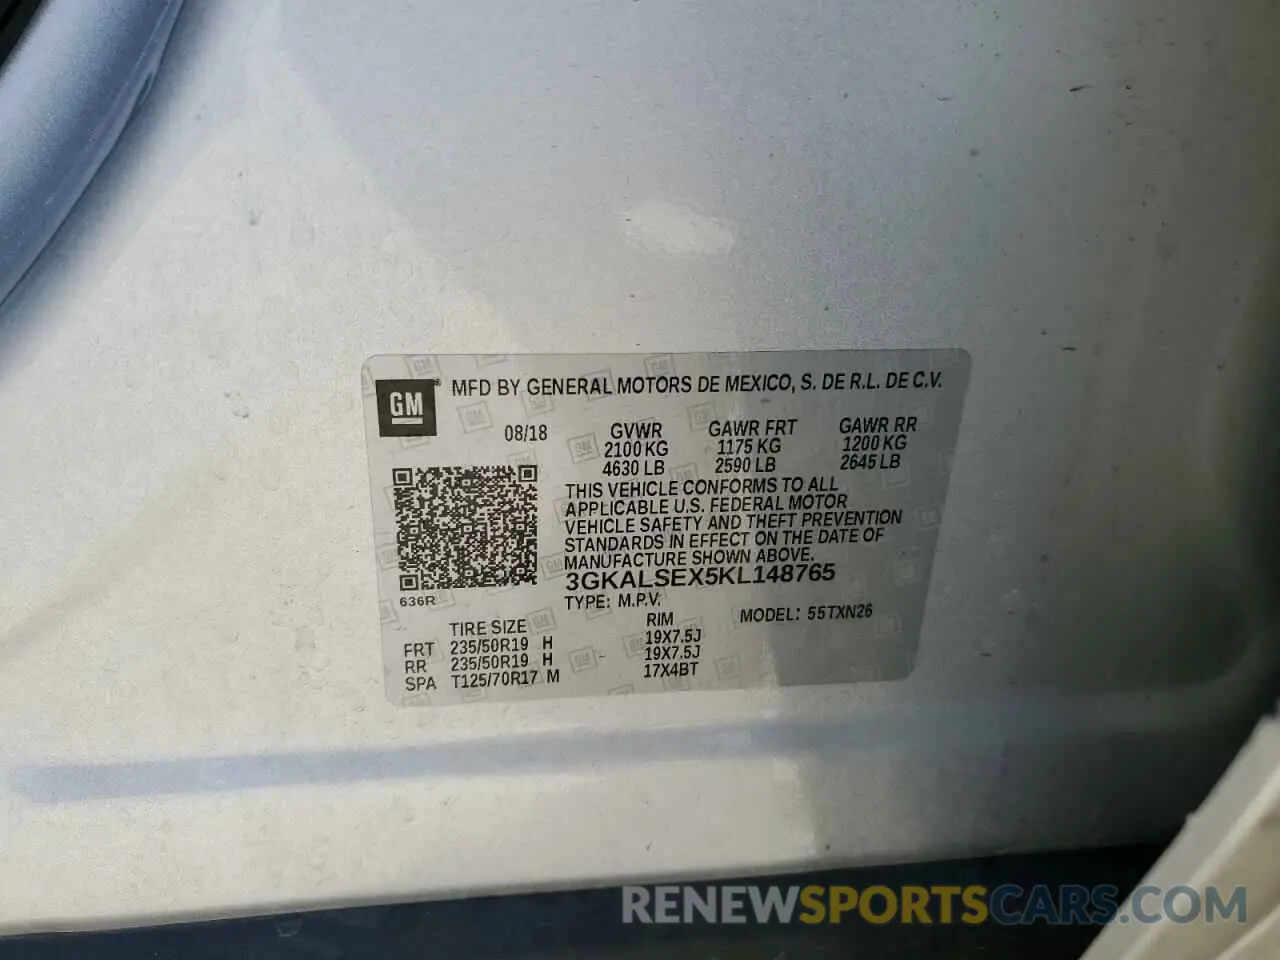 MFD BY GENERAL MOTORS DE MEXICO, S. DE R.L. DE C.V.
GM
08/18 GVWR GAWR FRT GAWR RR
2100 KG 1175 KG 1200 KG
4630 LB 2590 LB 2645 LB
THIS VEHICLE CONFORMS TO ALL
APPLICABLE U.S. FEDERAL MOTOR
VEHICLE SAFETY AND THEFT PREVENTION
STANDARDS IN EFFECT ON THE DATE OF
MANUFACTURE SHOWN ABOVE.
3GKALSEX5KL148765
636R
TYPE: M.P.V. MODEL: 55TXN26
TIRE SIZE RIM
FRT 235/50R19 H 19X7.5J
RR 235/50R19 H 19X7.5J
SPA T125/70R17 M 17X4BT
RENEWSPORTSCARS.COM